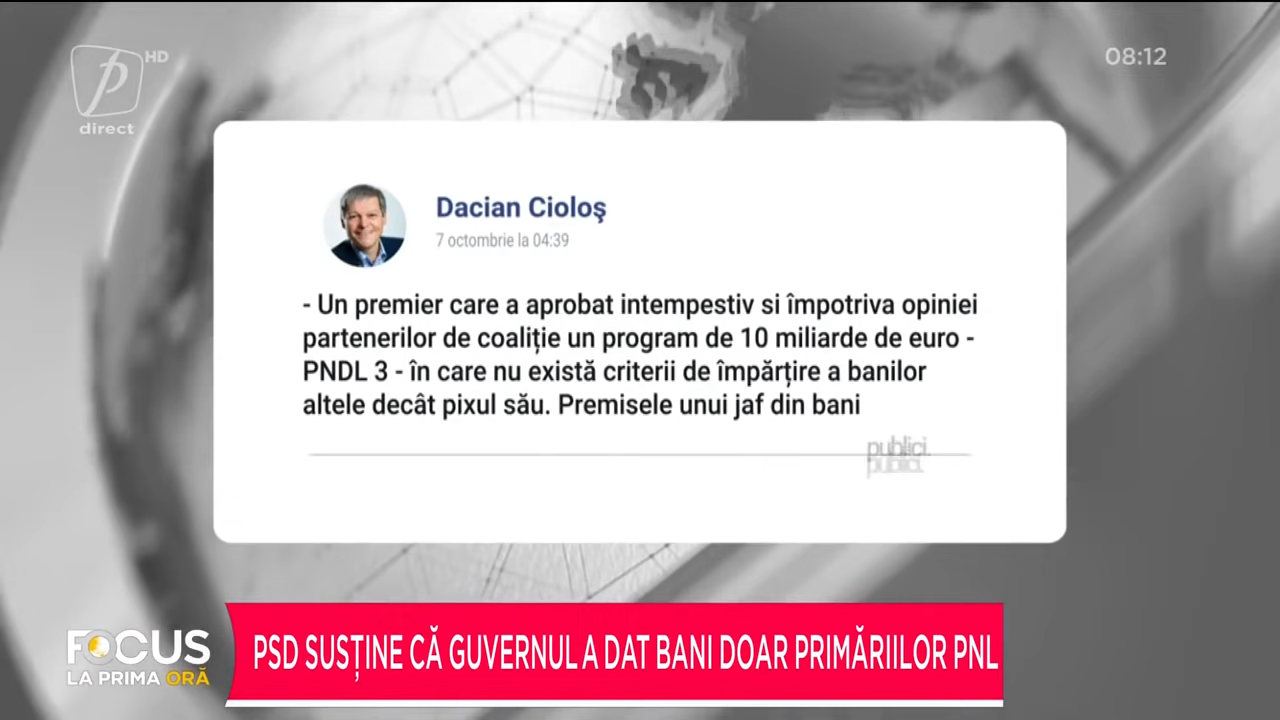 HD
direct
08:12
Dacian Cioloş
7 octombrie la 04:39
- Un premier care a aprobat intempestiv si împotriva opiniei
partenerilor de coaliție un program de 10 miliarde de euro -
PNDL 3 - în care nu există criterii de împărțire a banilor
altele decât pixul său. Premisele unui jaf din bani
publici.
publici.
FOCUS
LA PRIMA ORĂ
PSD SUSȚINE CĂ GUVERNUL A DAT BANI DOAR PRIMĂRIILOR PNL